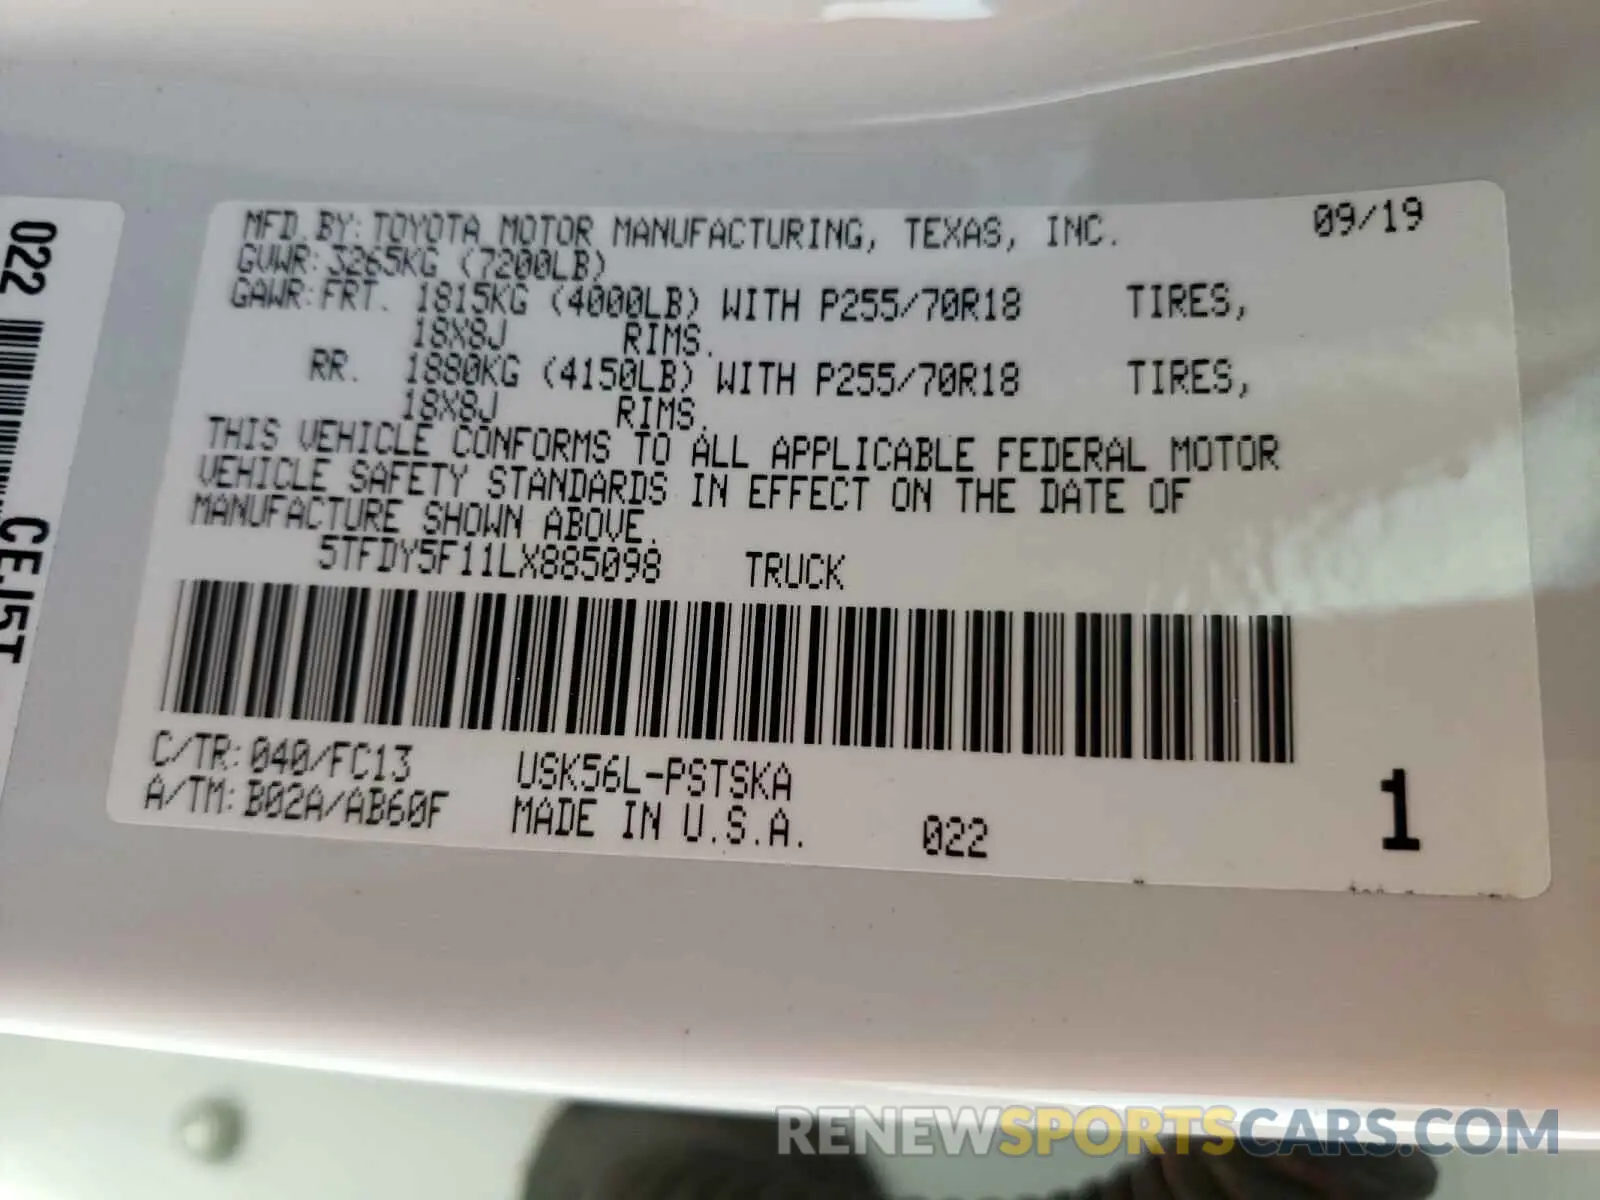 MFD. BY: TOYOTA MOTOR MANUFACTURING, TEXAS, INC. 09/19
GVWR: 3265KG (7200LB)
GAWR: FRT. 1815KG (4000LB) WITH P255/70R18 TIRES,
18X8J RIMS.
RR. 1880KG (4150LB) WITH P255/70R18 TIRES,
18X8J RIMS.
THIS VEHICLE CONFORMS TO ALL APPLICABLE FEDERAL MOTOR
VEHICLE SAFETY STANDARDS IN EFFECT ON THE DATE OF
MANUFACTURE SHOWN ABOVE.
5TFDY5F11LX885098 TRUCK
C/TR: 040/FC13 USK56L-PSTSKA
A/TM: B02A/AB60F MADE IN U.S.A. 022 1
022
CEJ5T
RENEWSPORTSCARS.COM